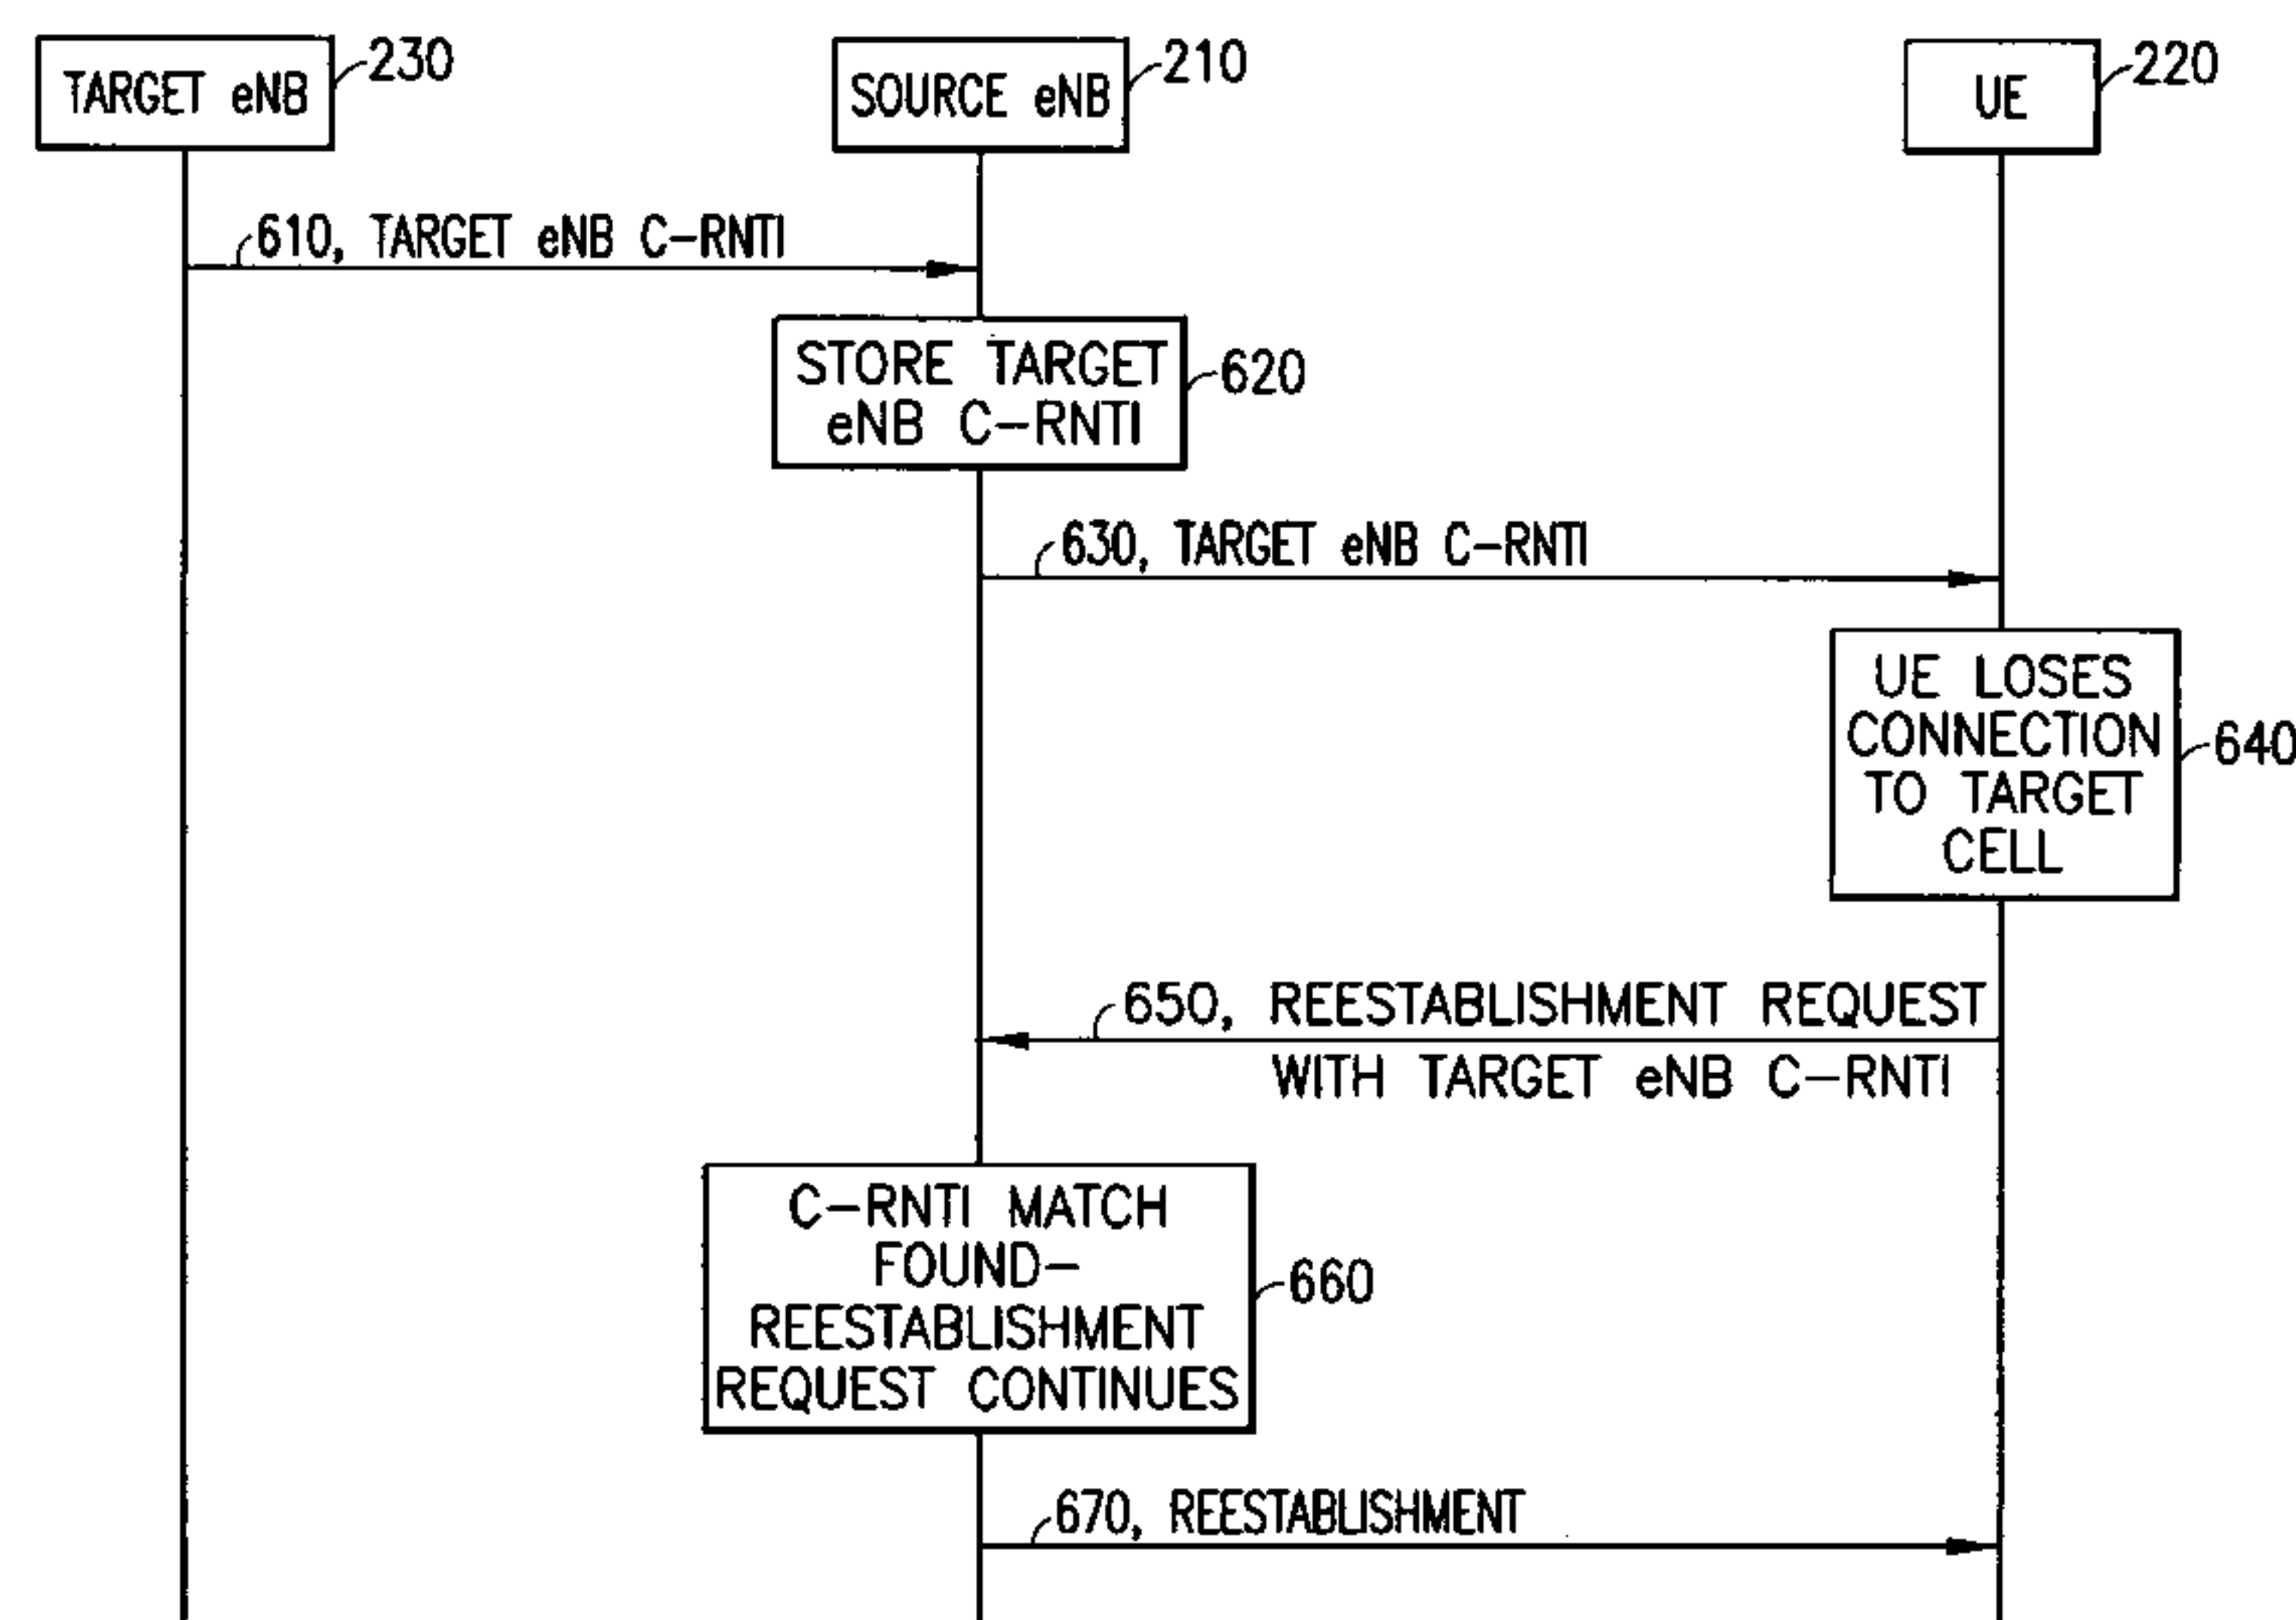 TARGET eNB
230
SOURCE eNB
210
UE
220
610, TARGET eNB C-RNTI
STORE TARGET
eNB C-RNTI
620
630, TARGET eNB C-RNTI
UE LOSES
CONNECTION
TO TARGET
CELL
640
650, REESTABLISHMENT REQUEST
WITH TARGET eNB C-RNTI
C-RNTI MATCH
FOUND-
REESTABLISHMENT
REQUEST CONTINUES
660
670, REESTABLISHMENT